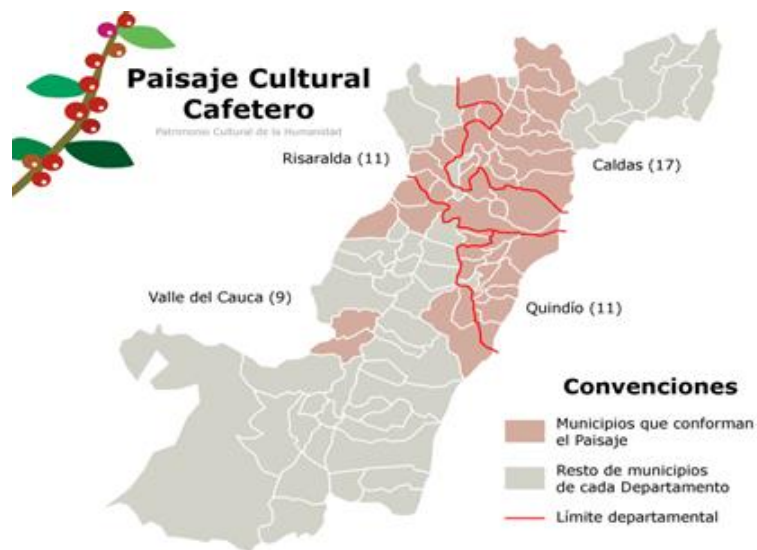 Paisaje Cultural
Cafetero
Patrimonio Cultural de la Humanidad
Risaralda (11)
Caldas (17)
Valle del Cauca (9)
Quindío (11)
Convenciones
Municipios que conforman
el Paisaje
Resto de municipios
de cada Departamento
Límite departamental